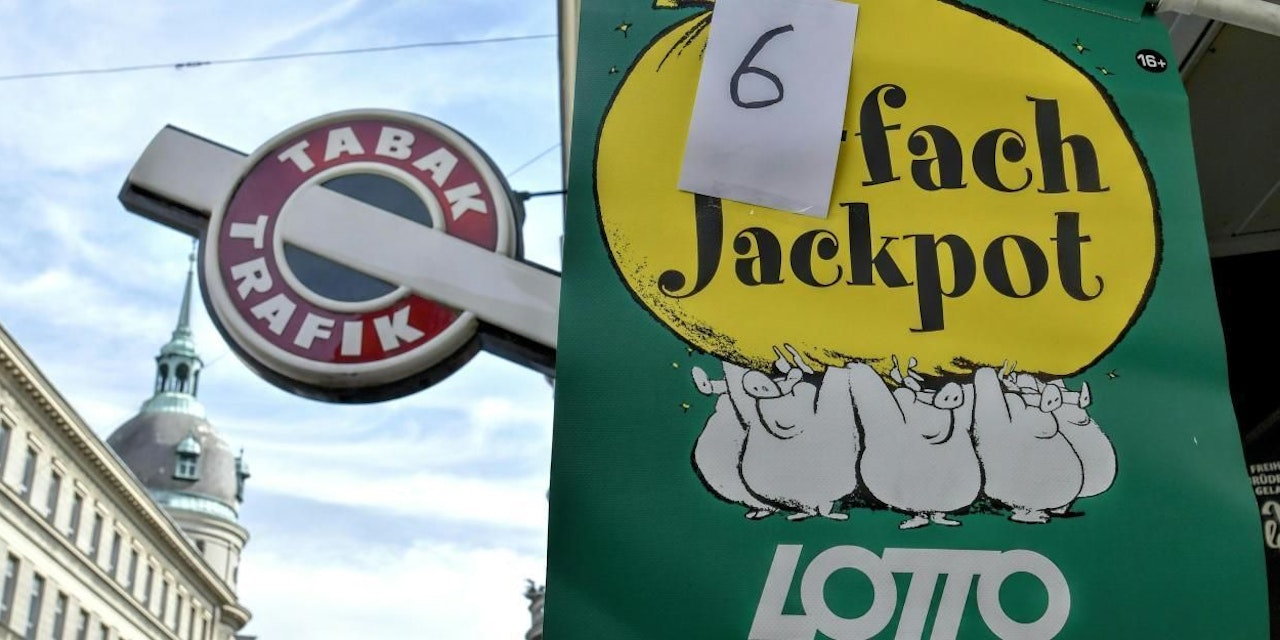 TABAK
TRAFIK
6
fach
Jackpot
16+
LOTTO